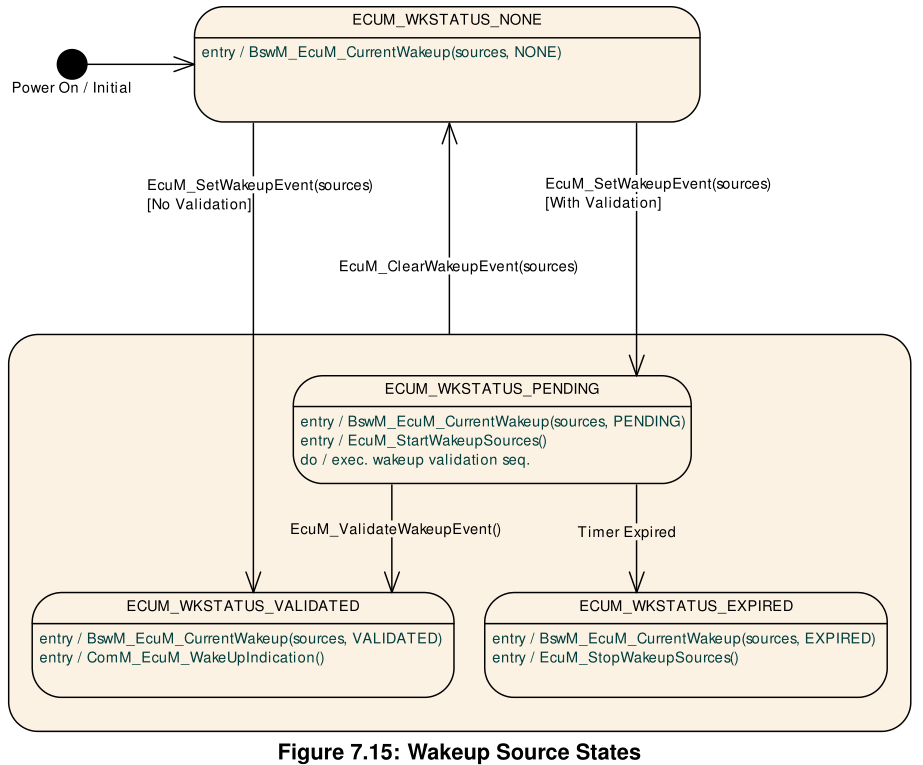 ECUM_WKSTATUS_NONE
entry / BswM_EcuM_CurrentWakeup(sources, NONE)
Power On / Initial
EcuM_SetWakeupEvent(sources)
[No Validation]
EcuM_SetWakeupEvent(sources)
[With Validation]
EcuM_ClearWakeupEvent(sources)
ECUM_WKSTATUS_PENDING
entry / BswM_EcuM_CurrentWakeup(sources, PENDING)
entry / EcuM_StartWakeupSources()
do / exec. wakeup validation seq.
EcuM_ValidateWakeupEvent()
Timer Expired
ECUM_WKSTATUS_VALIDATED
entry / BswM_EcuM_CurrentWakeup(sources, VALIDATED)
entry / ComM_EcuM_WakeUpIndication()
ECUM_WKSTATUS_EXPIRED
entry / BswM_EcuM_CurrentWakeup(sources, EXPIRED)
entry / EcuM_StopWakeupSources()
Figure 7.15: Wakeup Source States